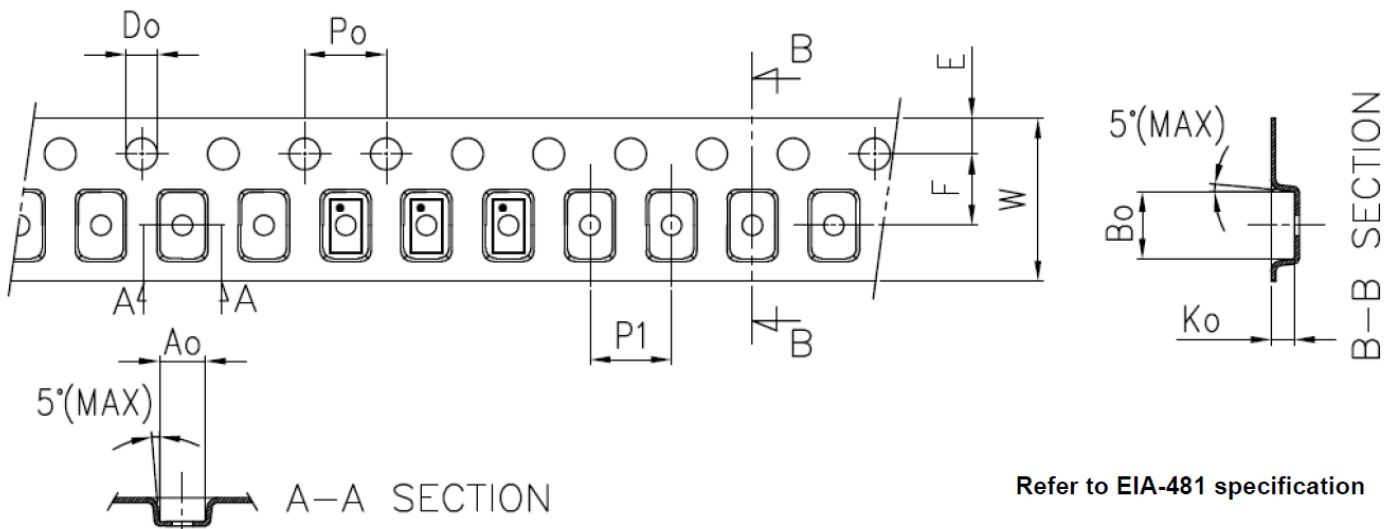 Do
Po
B
E
5°(MAX)
F
W
Bo
A
A
P1
B
Ko
B-B SECTION
Ao
5°(MAX)
A-A SECTION
Refer to EIA-481 specification